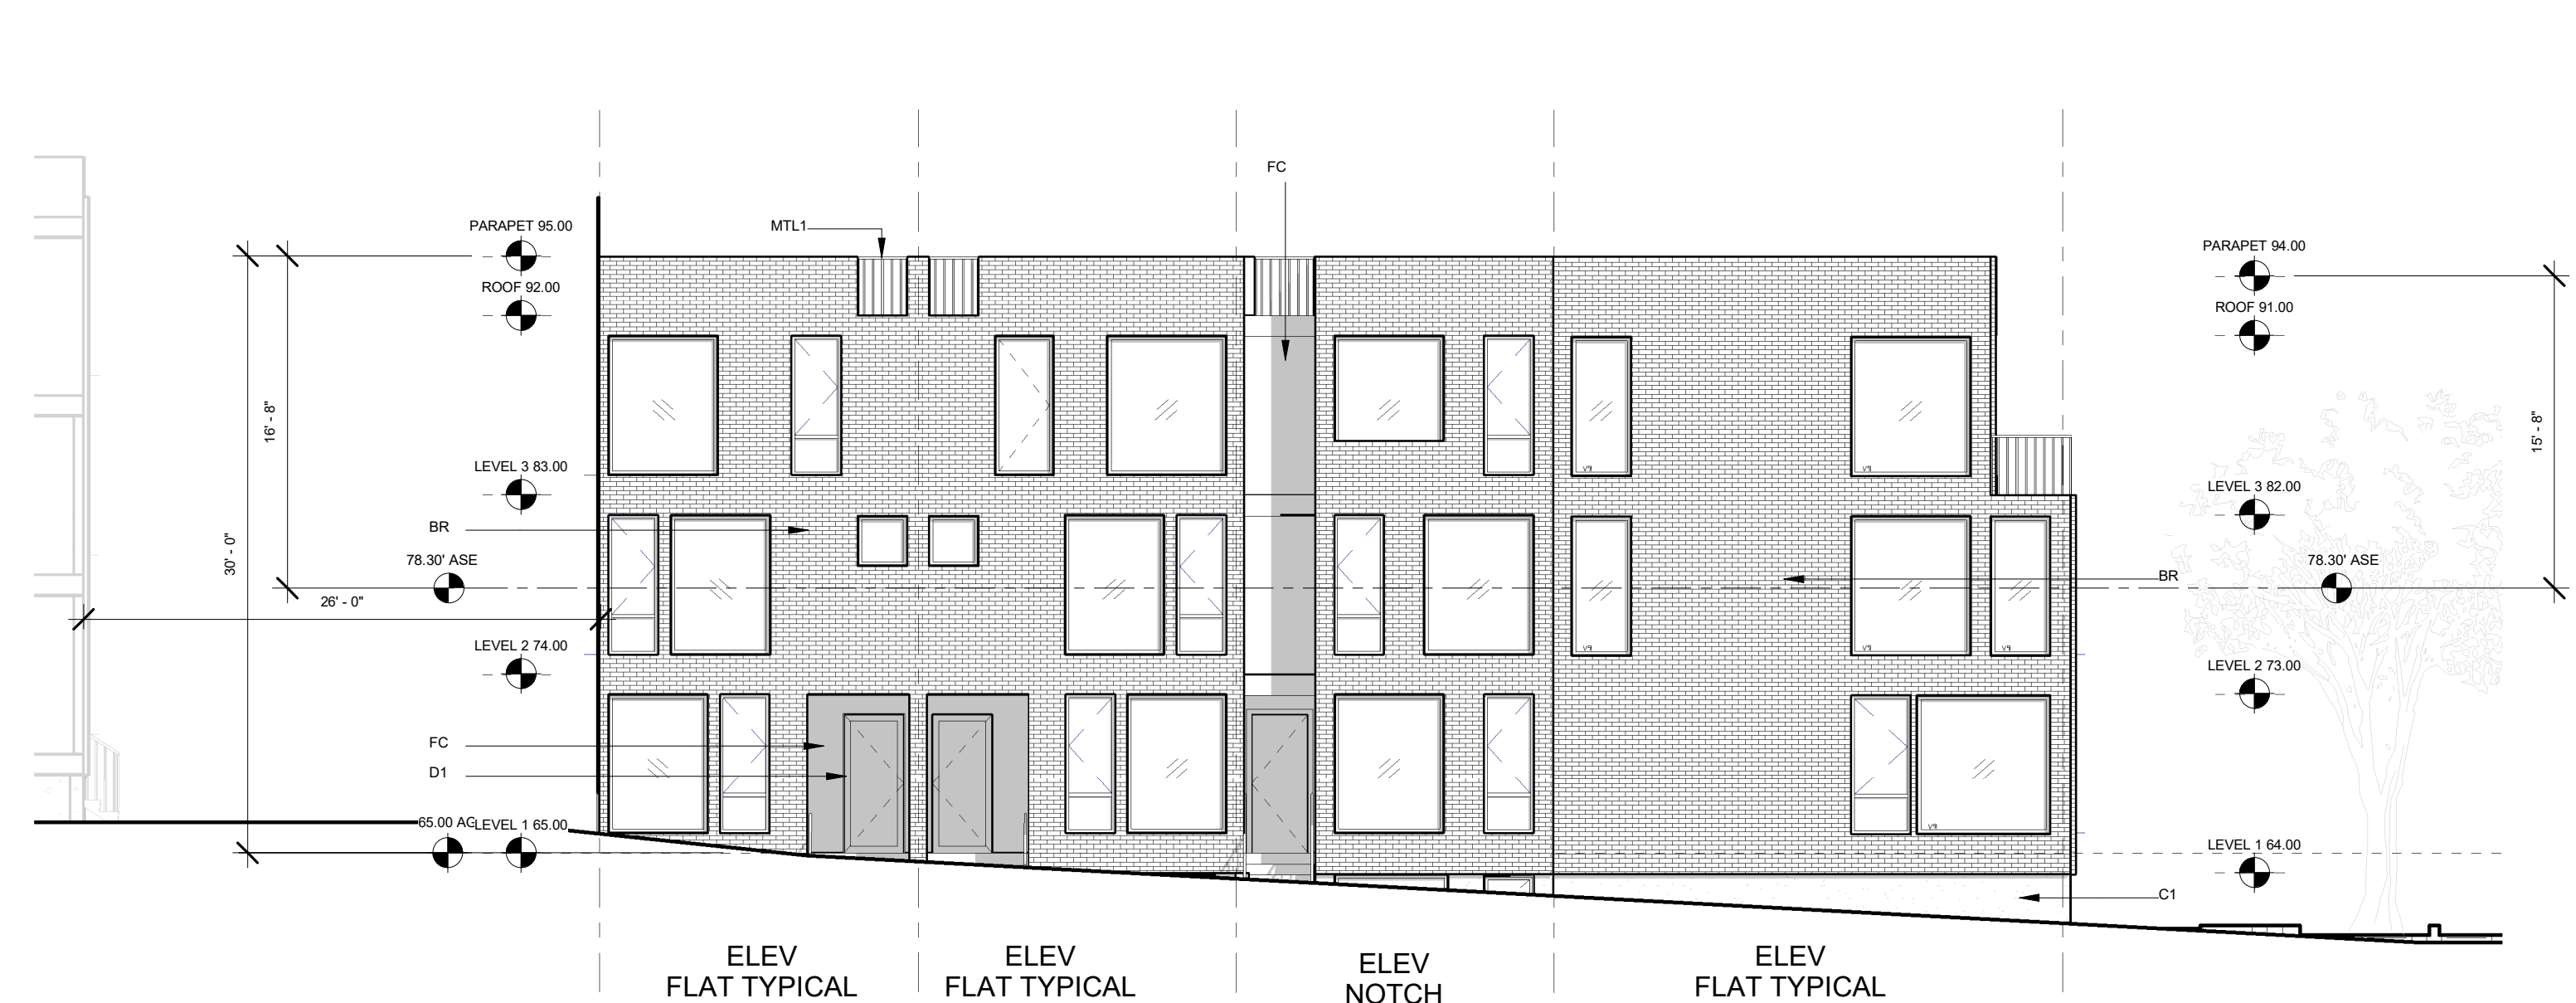 FC
MTL1
PARAPET 95.00
ROOF 92.00
LEVEL 3 83.00
BR
78.30' ASE
26' - 0"
16' - 8"
30' - 0"
LEVEL 2 74.00
FC
D1
65.00 AG
LEVEL 1 65.00
PARAPET 94.00
ROOF 91.00
15' - 8"
LEVEL 3 82.00
BR
78.30' ASE
LEVEL 2 73.00
LEVEL 1 64.00
C1
ELEV
FLAT TYPICAL
ELEV
FLAT TYPICAL
ELEV
NOTCH
ELEV
FLAT TYPICAL